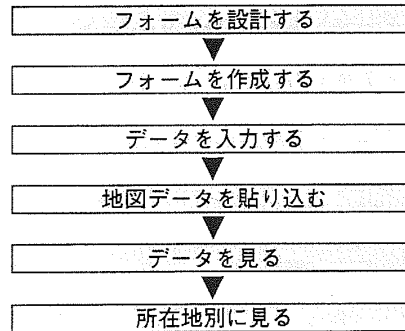 フォームを設計する
フォームを作成する
データを入力する
地図データを貼り込む
データを見る
所在地別に見る